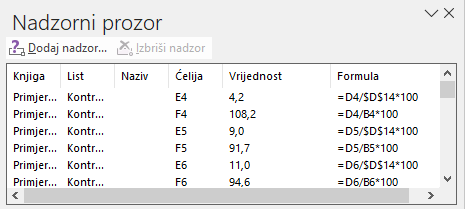 Nadzorni prozor
Dodaj nadzor... Izbriši nadzor
Knjiga List Naziv Ćelija Vrijednost Formula
Primjer... Kontr... E4 4,2 =D4/$D$14*100
Primjer... Kontr... F4 108,2 =D4/B4*100
Primjer... Kontr... E5 9,0 =D5/$D$14*100
Primjer... Kontr... F5 91,7 =D5/B5*100
Primjer... Kontr... E6 11,0 =D6/$D$14*100
Primjer... Kontr... F6 94,6 =D6/B6*100